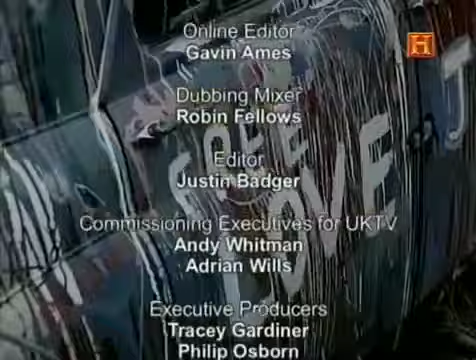 Online Editor
Gavin Ames
H
Dubbing Mixer
Robin Fellows
Editor
Justin Badger
FREE
LOVE
J
Commissioning Executives for UKTV
Andy Whitman
Adrian Wills
Executive Producers
Tracey Gardiner
Philip Osborn